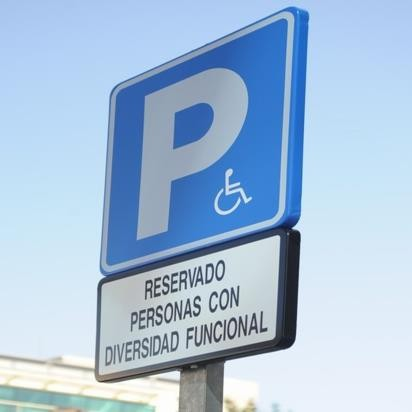 P
RESERVADO
PERSONAS CON
DIVERSIDAD FUNCIONAL